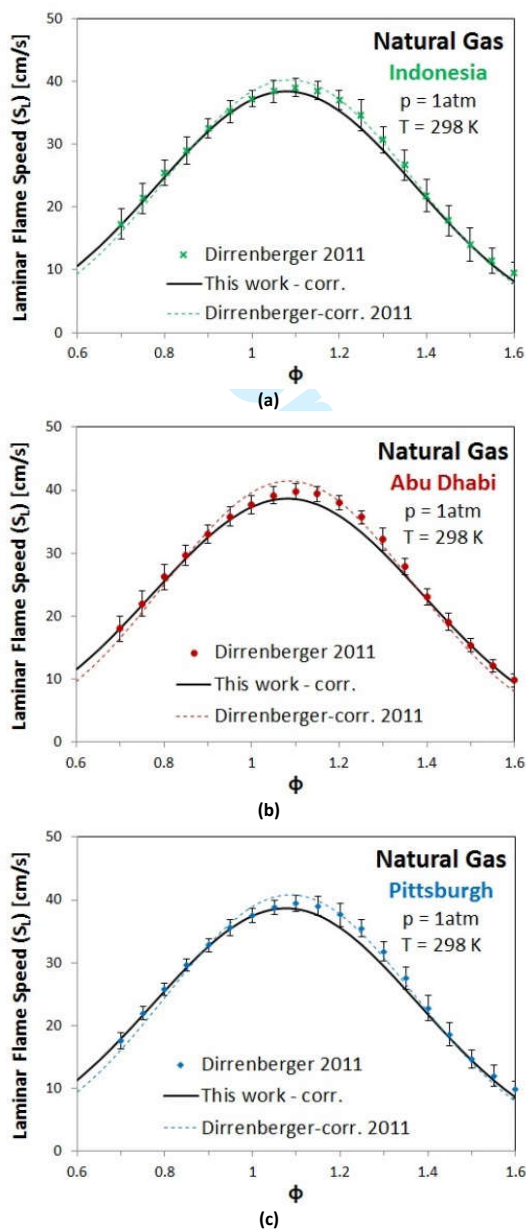 50
40
30
20
10
0
Laminar Flame Speed (SL) [cm/s]
Natural Gas
Indonesia
p = 1atm
T = 298 K
Dirrenberger 2011
This work - corr.
Dirrenberger-corr. 2011
0.6 0.8 1 1.2 1.4 1.6
ϕ
(a)
50
40
30
20
10
0
Laminar Flame Speed (SL) [cm/s]
Natural Gas
Abu Dhabi
p = 1atm
T = 298 K
Dirrenberger 2011
This work - corr.
Dirrenberger-corr. 2011
0.6 0.8 1 1.2 1.4 1.6
ϕ
(b)
50
40
30
20
10
0
Laminar Flame Speed (SL) [cm/s]
Natural Gas
Pittsburgh
p = 1atm
T = 298 K
Dirrenberger 2011
This work - corr.
Dirrenberger-corr. 2011
0.6 0.8 1 1.2 1.4 1.6
ϕ
(c)